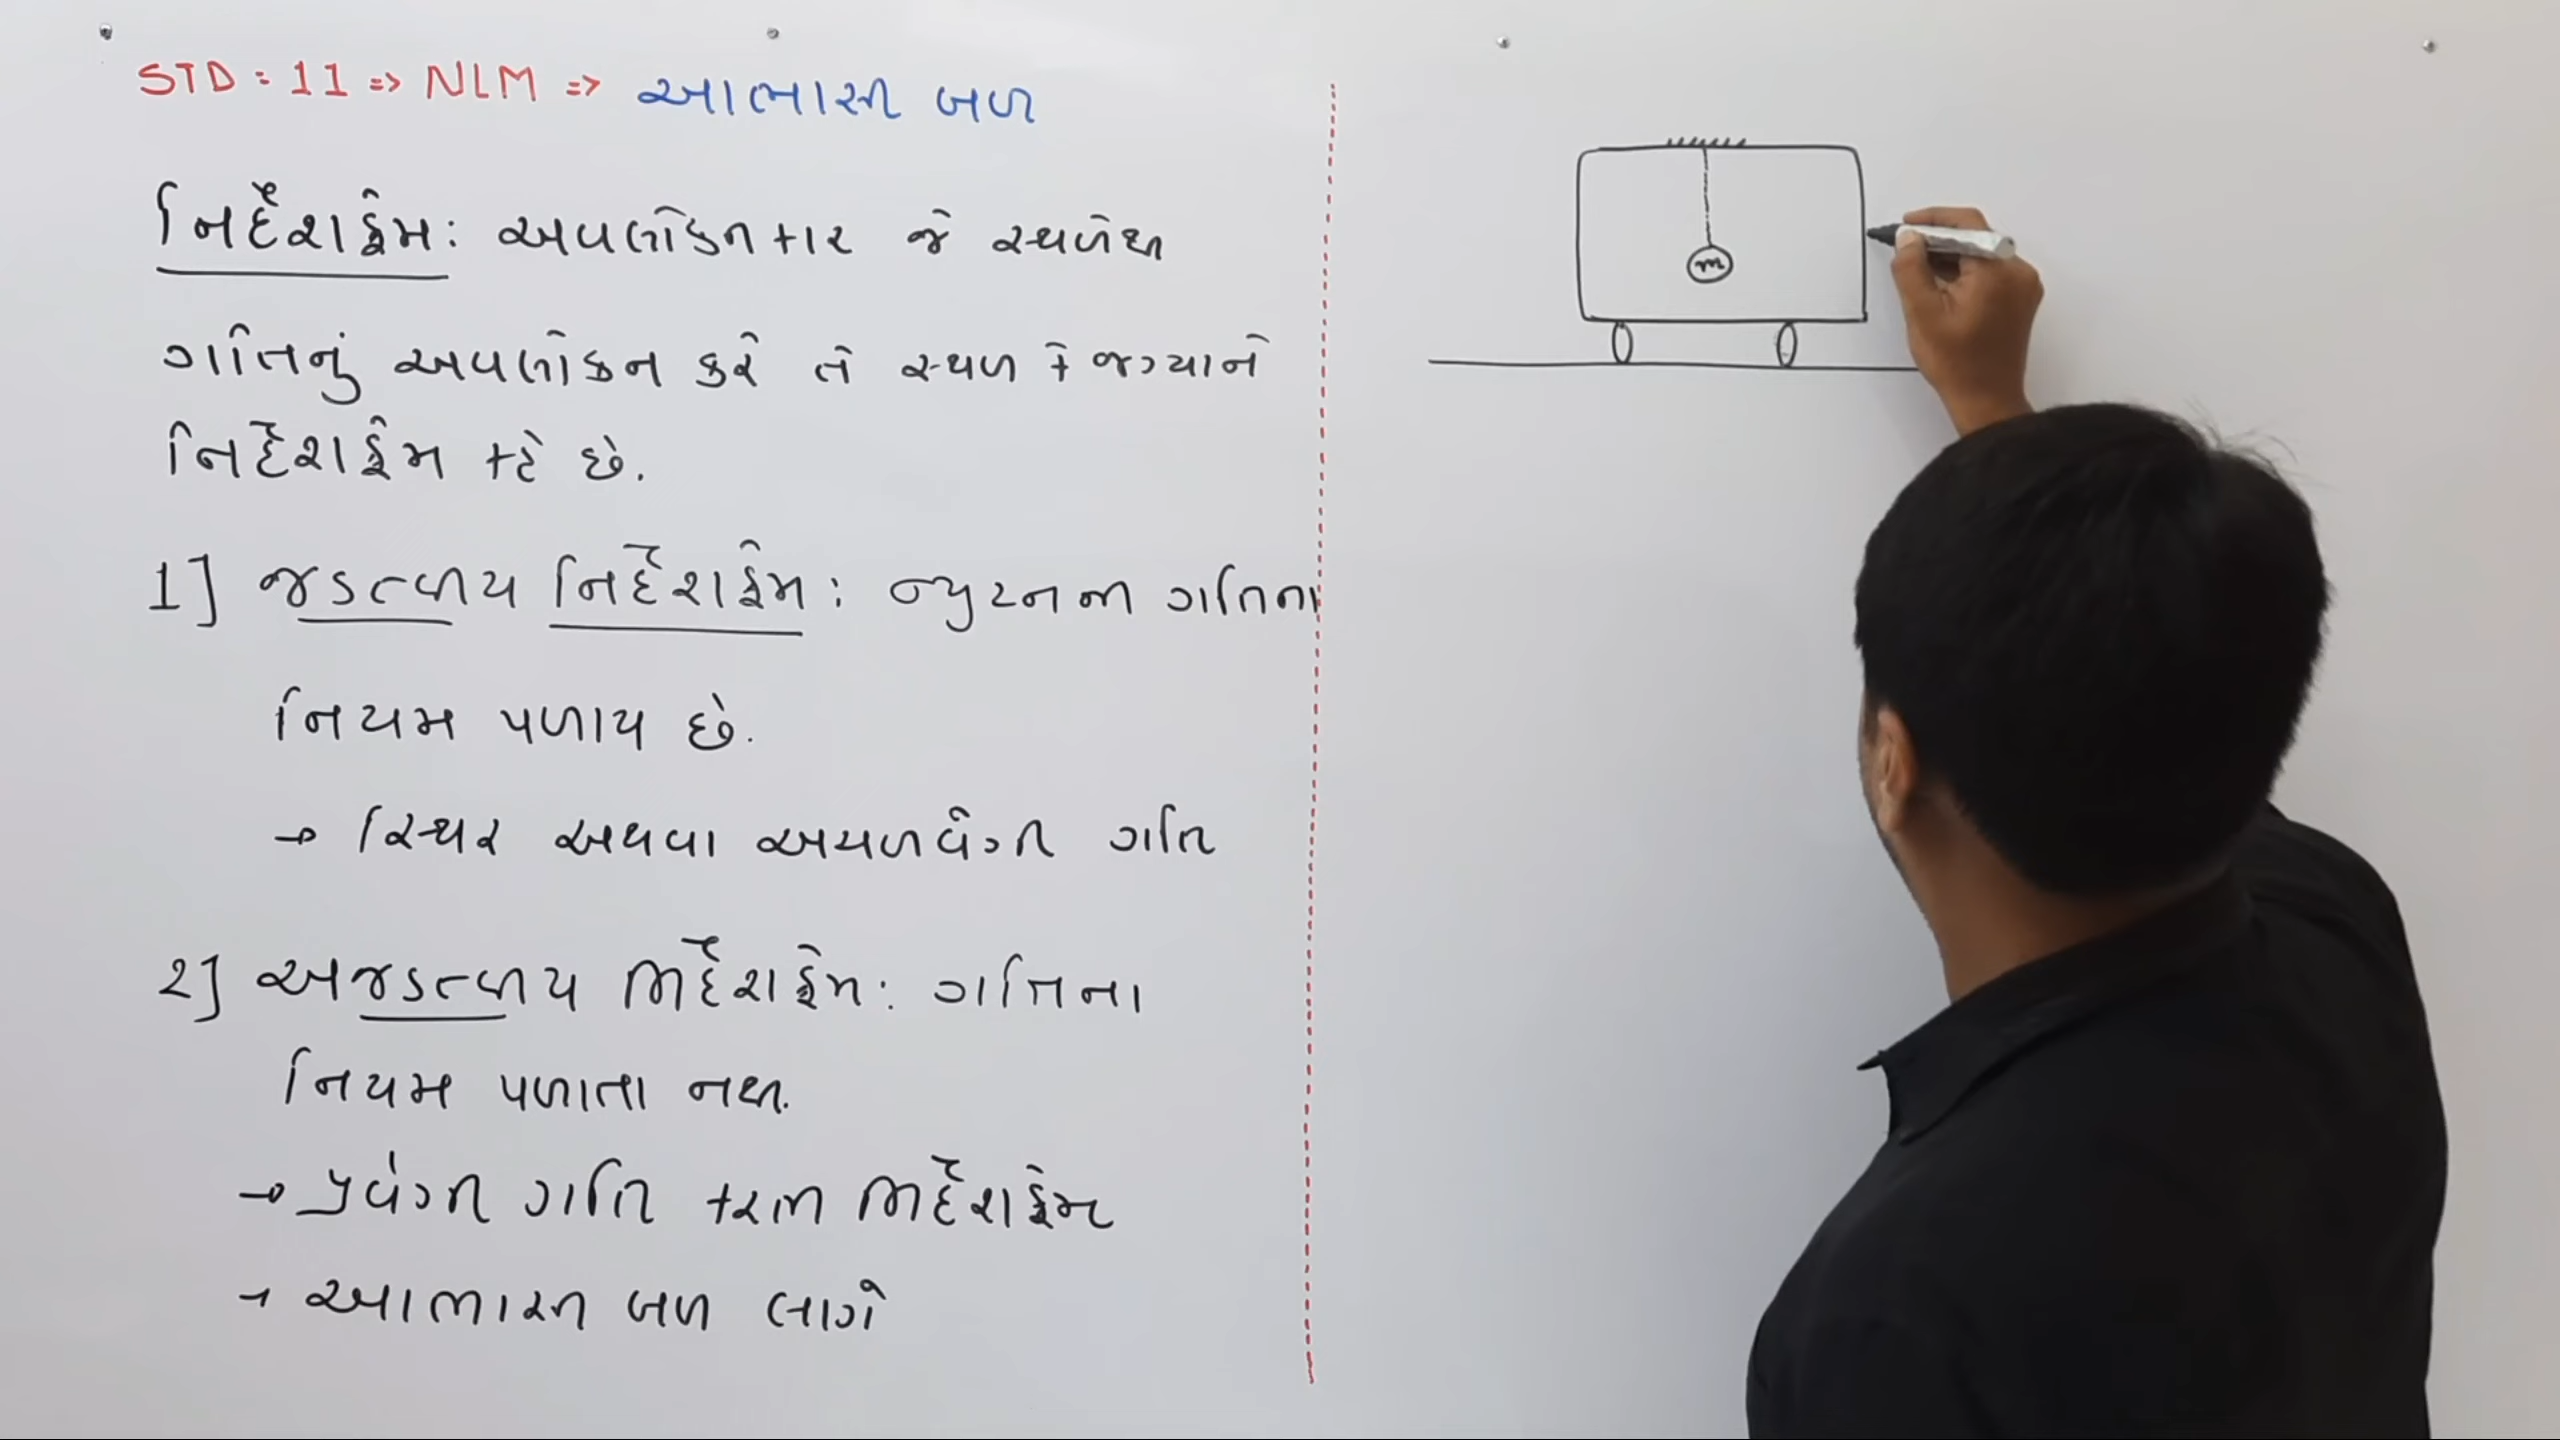 STD : 11 => NLM => આભાસી બળ
નિર્દેશફ્રેમ : અવલોકનકાર જે સ્થળેથી
ગતિનું અવલોકન કરે તે સ્થળ કે જગ્યાને
નિર્દેશફ્રેમ કહે છે.
1] જડત્વીય નિર્દેશફ્રેમ : ન્યુટનના ગતિના
નિયમ પળાય છે.
→ સ્થિર અથવા અચળવેગી ગતિ
2] અજડત્વીય નિર્દેશફ્રેમ : ગતિના
નિયમ પળાતા નથી.
→ પ્રવેગી ગતિ કરતી નિર્દેશફ્રેમ
→ આભાસી બળ લાગે
m